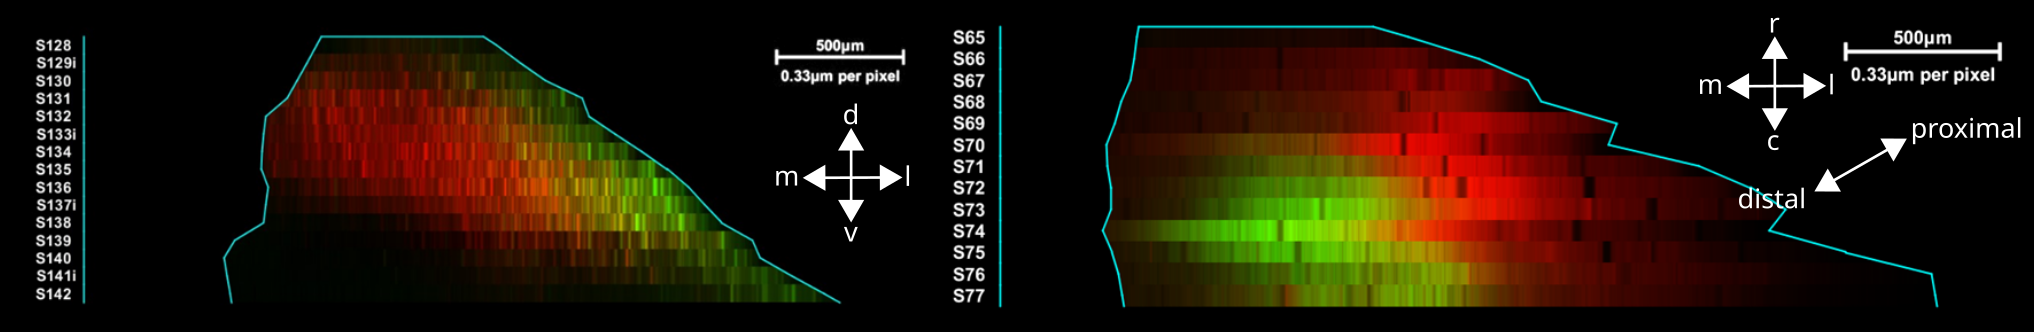 S128
S129i
S130
S131
S132
S133i
S134
S135
S136
S137i
S138
S139
S140
S141i
S142
500µm
0.33µm per pixel
d
m l
v
S65
S66
S67
S68
S69
S70
S71
S72
S73
S74
S75
S76
S77
r
m l
c
500µm
0.33µm per pixel
proximal
distal